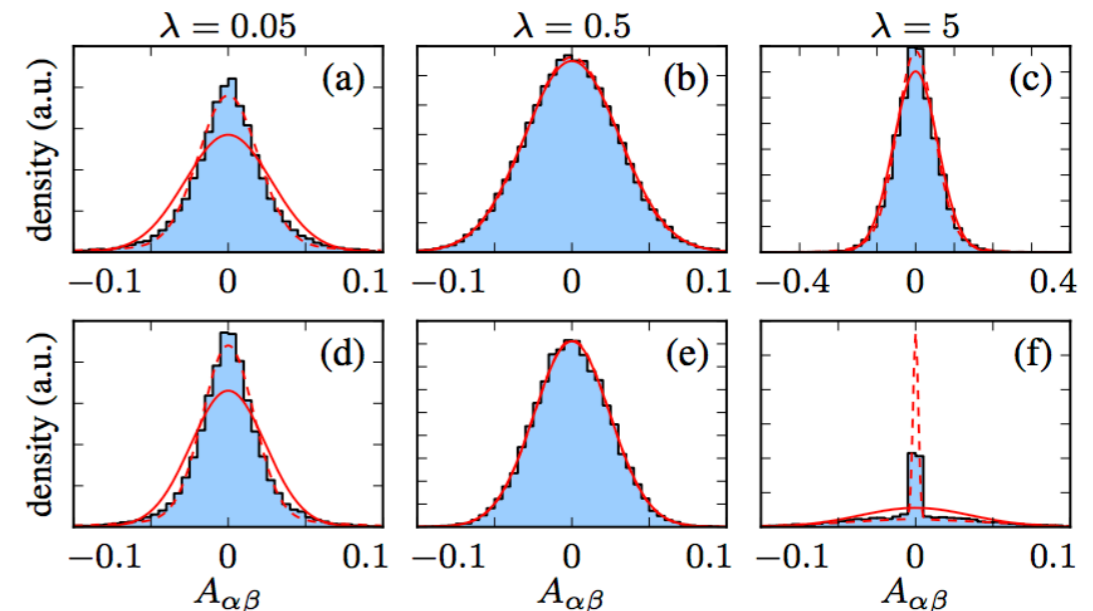 λ = 0.05 λ = 0.5 λ = 5
density (a.u.) (a) (b) (c)
−0.1 0 0.1 −0.1 0 0.1 −0.4 0 0.4
density (a.u.) (d) (e) (f)
−0.1 0 0.1 −0.1 0 0.1 −0.1 0 0.1
Aαβ Aαβ Aαβ